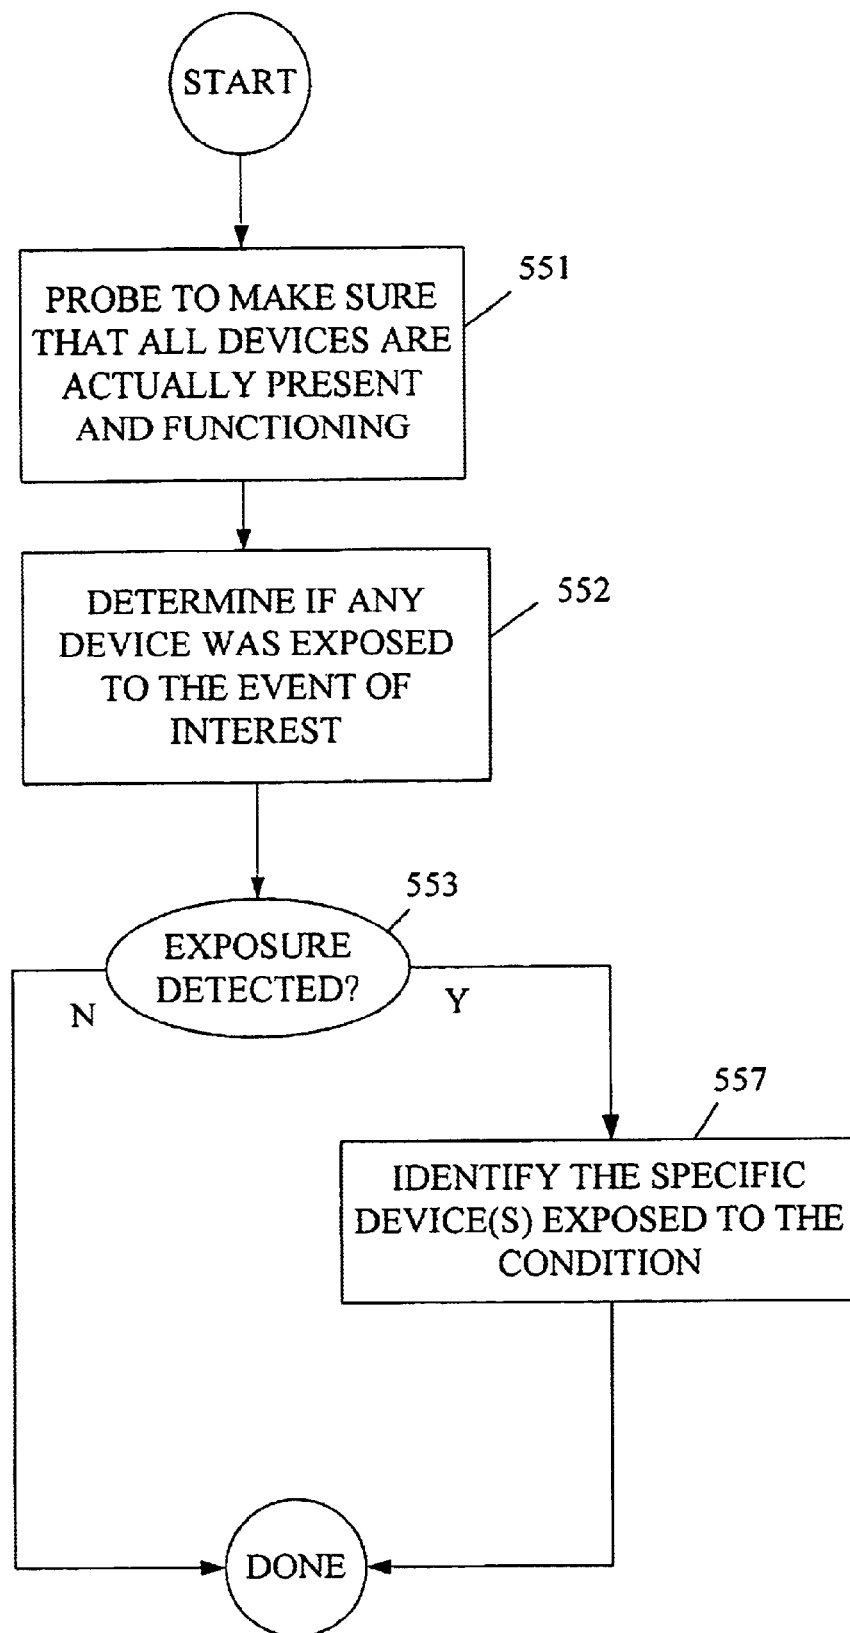 START
551
PROBE TO MAKE SURE
THAT ALL DEVICES ARE
ACTUALLY PRESENT
AND FUNCTIONING
552
DETERMINE IF ANY
DEVICE WAS EXPOSED
TO THE EVENT OF
INTEREST
553
EXPOSURE
DETECTED?
N
Y
557
IDENTIFY THE SPECIFIC
DEVICE(S) EXPOSED TO THE
CONDITION
DONE